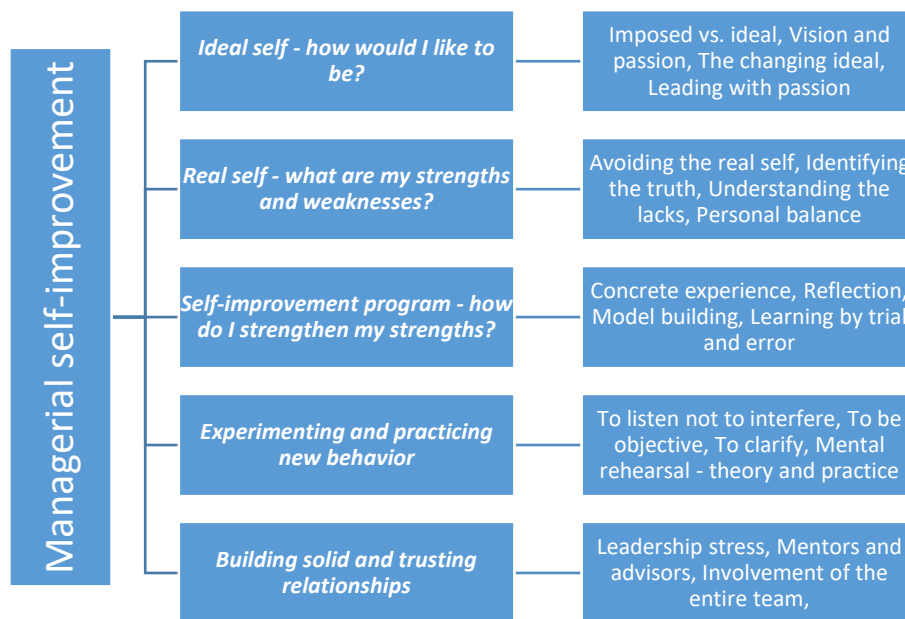 Managerial self-improvement
Ideal self - how would I like to
be?
Imposed vs. ideal, Vision and
passion, The changing ideal,
Leading with passion
Real self - what are my strengths
and weaknesses?
Avoiding the real self, Identifying
the truth, Understanding the
lacks, Personal balance
Self-improvement program - how
do I strengthen my strengths?
Concrete experience, Reflection,
Model building, Learning by trial
and error
Experimenting and practicing
new behavior
To listen not to interfere, To be
objective, To clarify, Mental
rehearsal - theory and practice
Building solid and trusting
relationships
Leadership stress, Mentors and
advisors, Involvement of the
entire team,